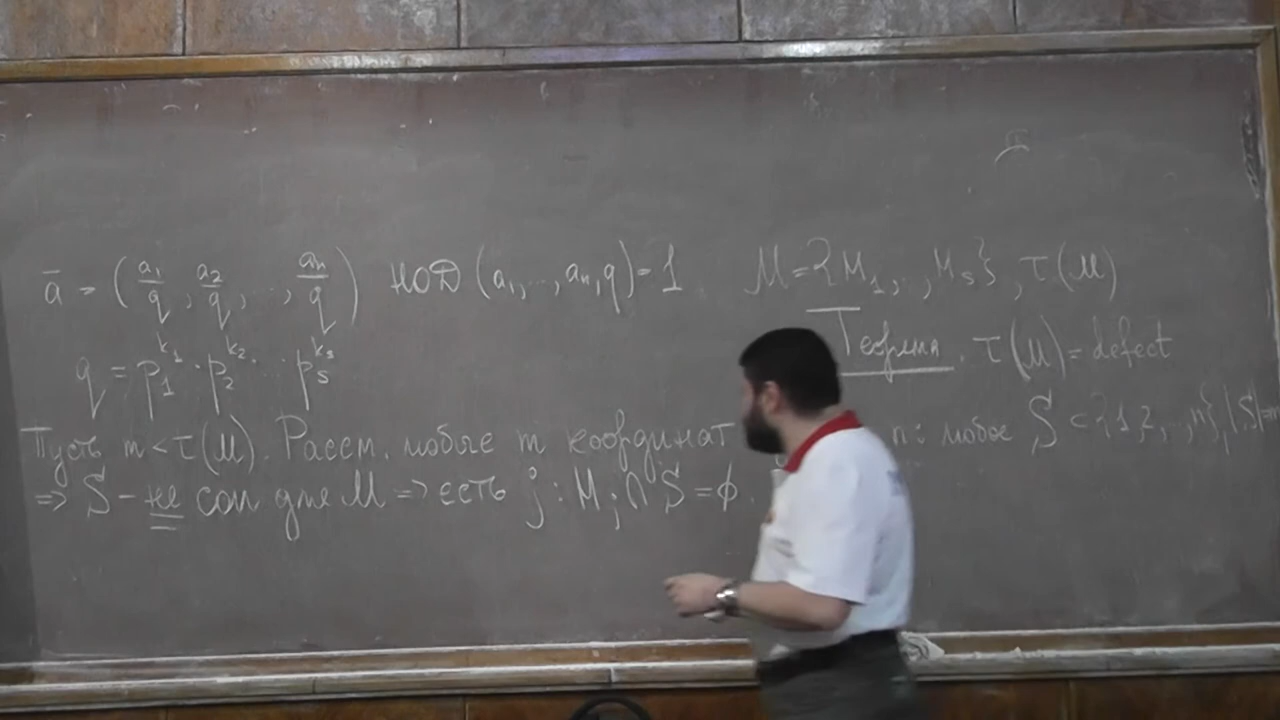 ā = (a₁/q, a₂/q, ..., aₙ/q) НОД (a₁,...,aₙ,q)=1 M={M₁,..,Mₛ}, τ(M)
Теорема. τ(M)=defect
q = p₁^k₁ · p₂^k₂ ... pₛ^kₛ
Пусть m<τ(M). Рассм. любые m координат n: любое S ⊂ {1,2,..,n}, |S|=m
⇒ S – не соп для M ⇒ есть j : Mⱼ ∩ S = ∅.